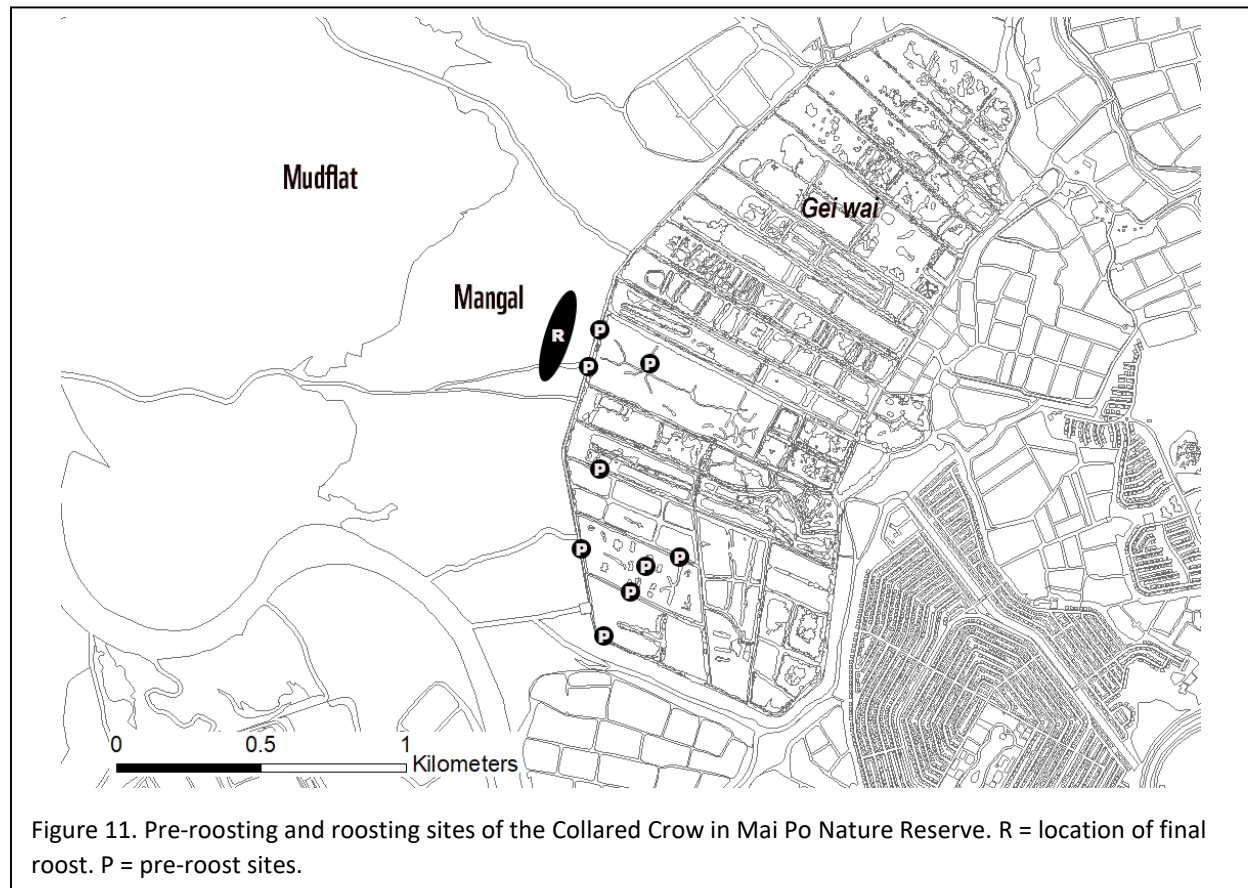 Mudflat
Gei wai
Mangal
R
P
P
P
P
P
P
P
P
P
0 0.5 1
Kilometers
Figure 11. Pre-roosting and roosting sites of the Collared Crow in Mai Po Nature Reserve. R = location of final
roost. P = pre-roost sites.